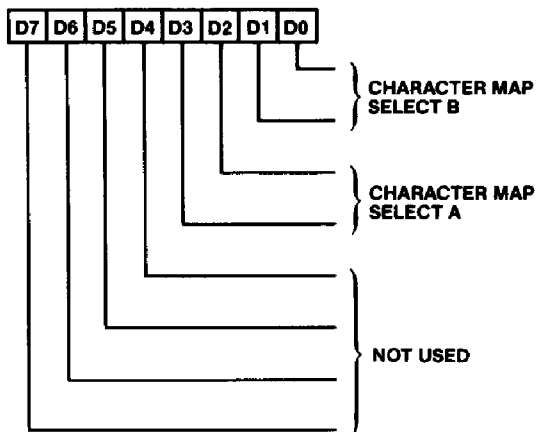 D7 D6 D5 D4 D3 D2 D1 D0
CHARACTER MAP
SELECT B
CHARACTER MAP
SELECT A
NOT USED